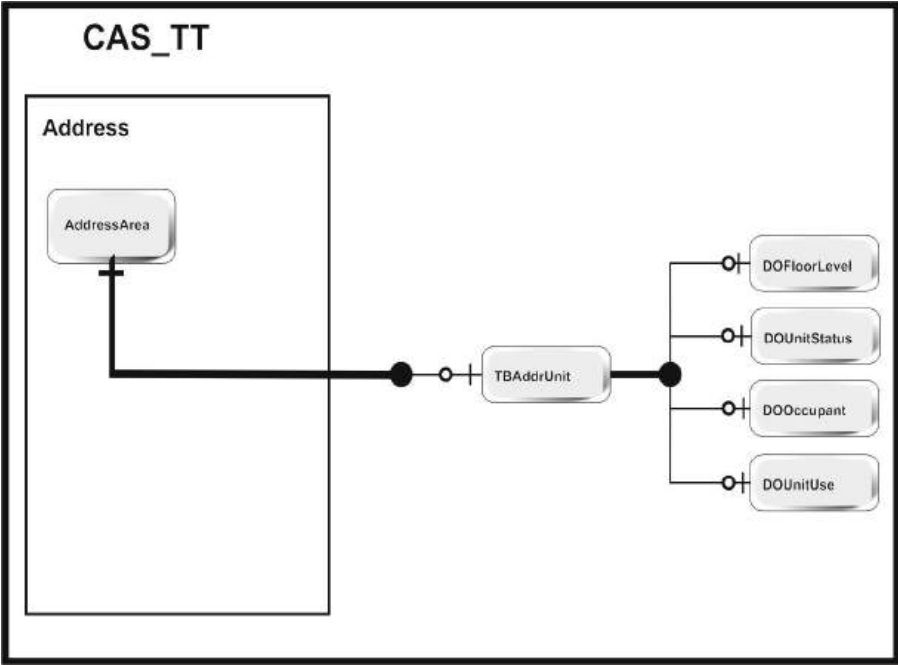 CAS_TT
Address
AddressArea
DOFloorLevel
DOUnitStatus
TBAddrUnit
DOOccupant
DOUnitUse